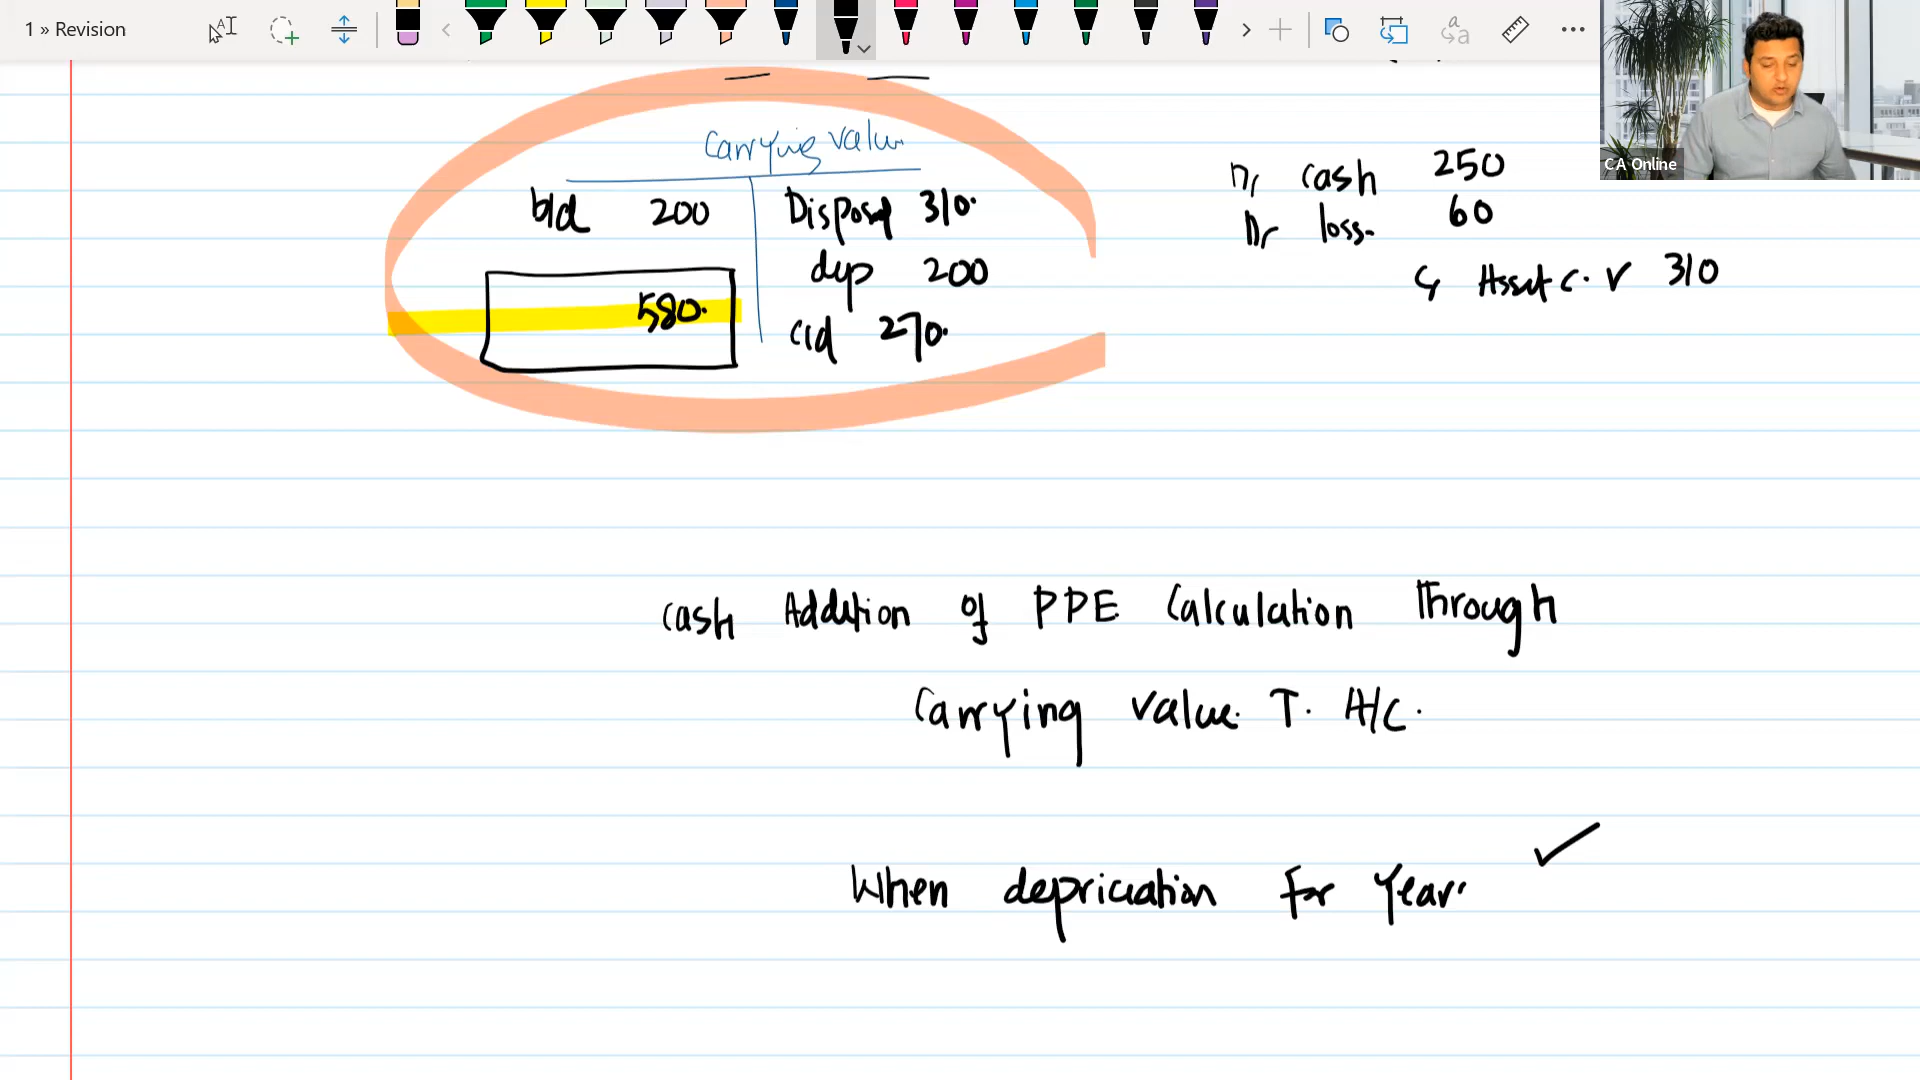 1 » Revision
CA Online
Carrying value
b/d 200 Disposal 310.
dep 200
580.
c/d 270.
Dr cash 250
Dr loss. 60
Cr Asset C.V 310
Cash Addition of PPE Calculation Through
Carrying value. T. A/C.
When depriciation for Year